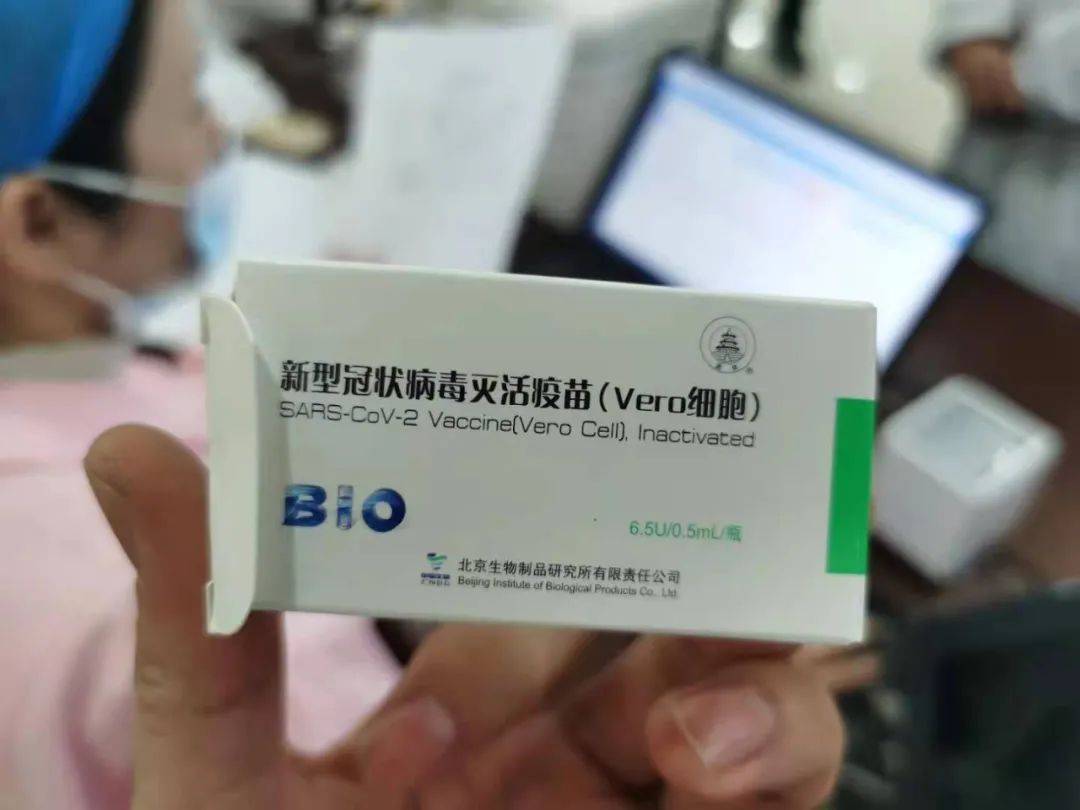 新型冠状病毒灭活疫苗(Vero细胞)
SARS-CoV-2 Vaccine(Vero Cell), Inactivated
BIO
6.5U/0.5mL/瓶
北京生物制品研究所有限责任公司
Beijing Institute of Biological Products Co., Ltd.